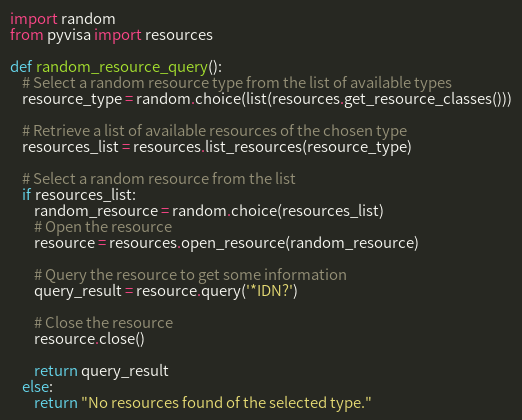 import random
from pyvisa import resources

def random_resource_query():
    # Select a random resource type from the list of available types
    resource_type = random.choice(list(resources.get_resource_classes()))

    # Retrieve a list of available resources of the chosen type
    resources_list = resources.list_resources(resource_type)

    # Select a random resource from the list
    if resources_list:
        random_resource = random.choice(resources_list)
        # Open the resource
        resource = resources.open_resource(random_resource)

        # Query the resource to get some information
        query_result = resource.query('*IDN?')

        # Close the resource
        resource.close()

        return query_result
    else:
        return "No resources found of the selected type."